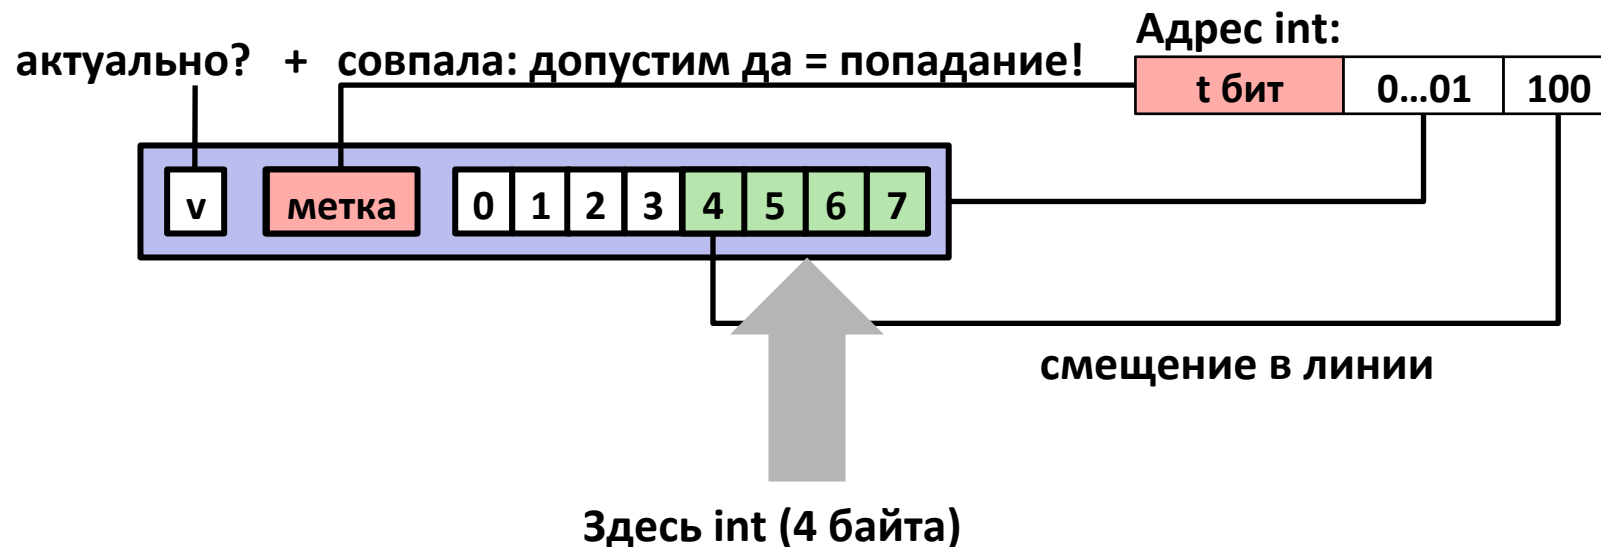 Адрес int:
актуально? + совпала: допустим да = попадание!
t бит 0...01 100
v метка 0 1 2 3 4 5 6 7
смещение в линии
Здесь int (4 байта)